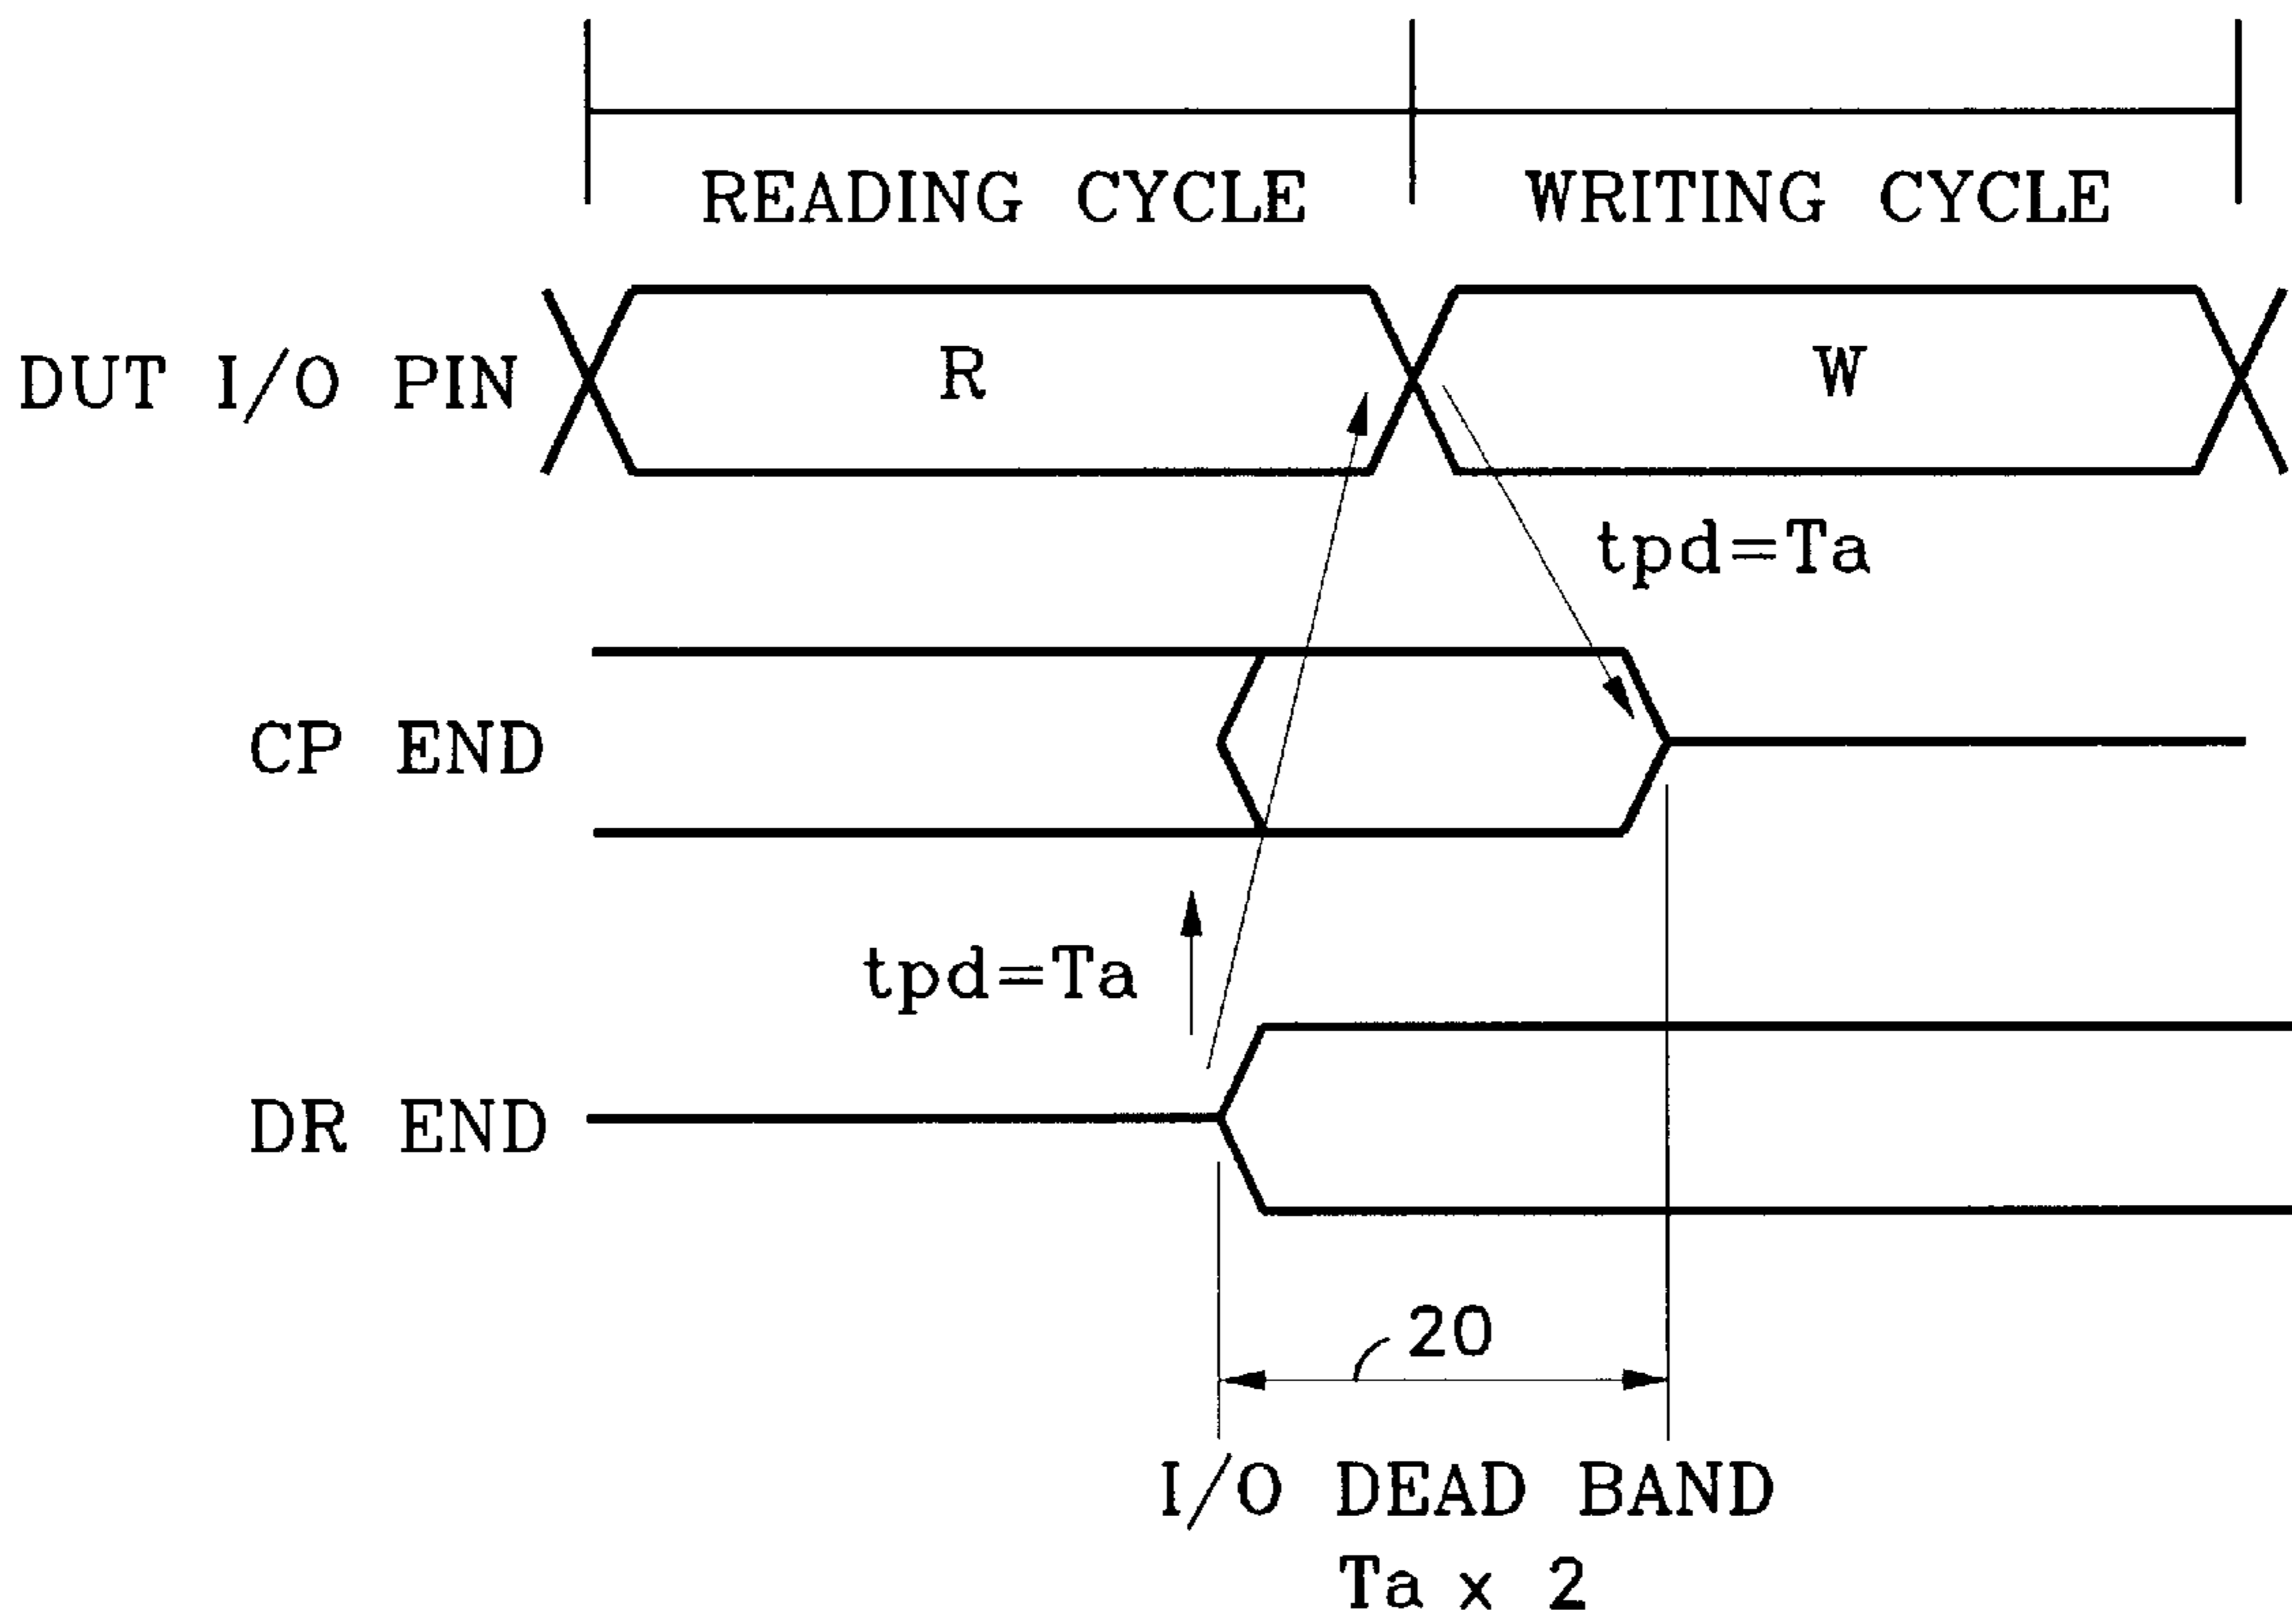 READING CYCLE
WRITING CYCLE
DUT I/O PIN
R
W
tpd=Ta
CP END
tpd=Ta
DR END
20
I/O DEAD BAND
Ta x 2